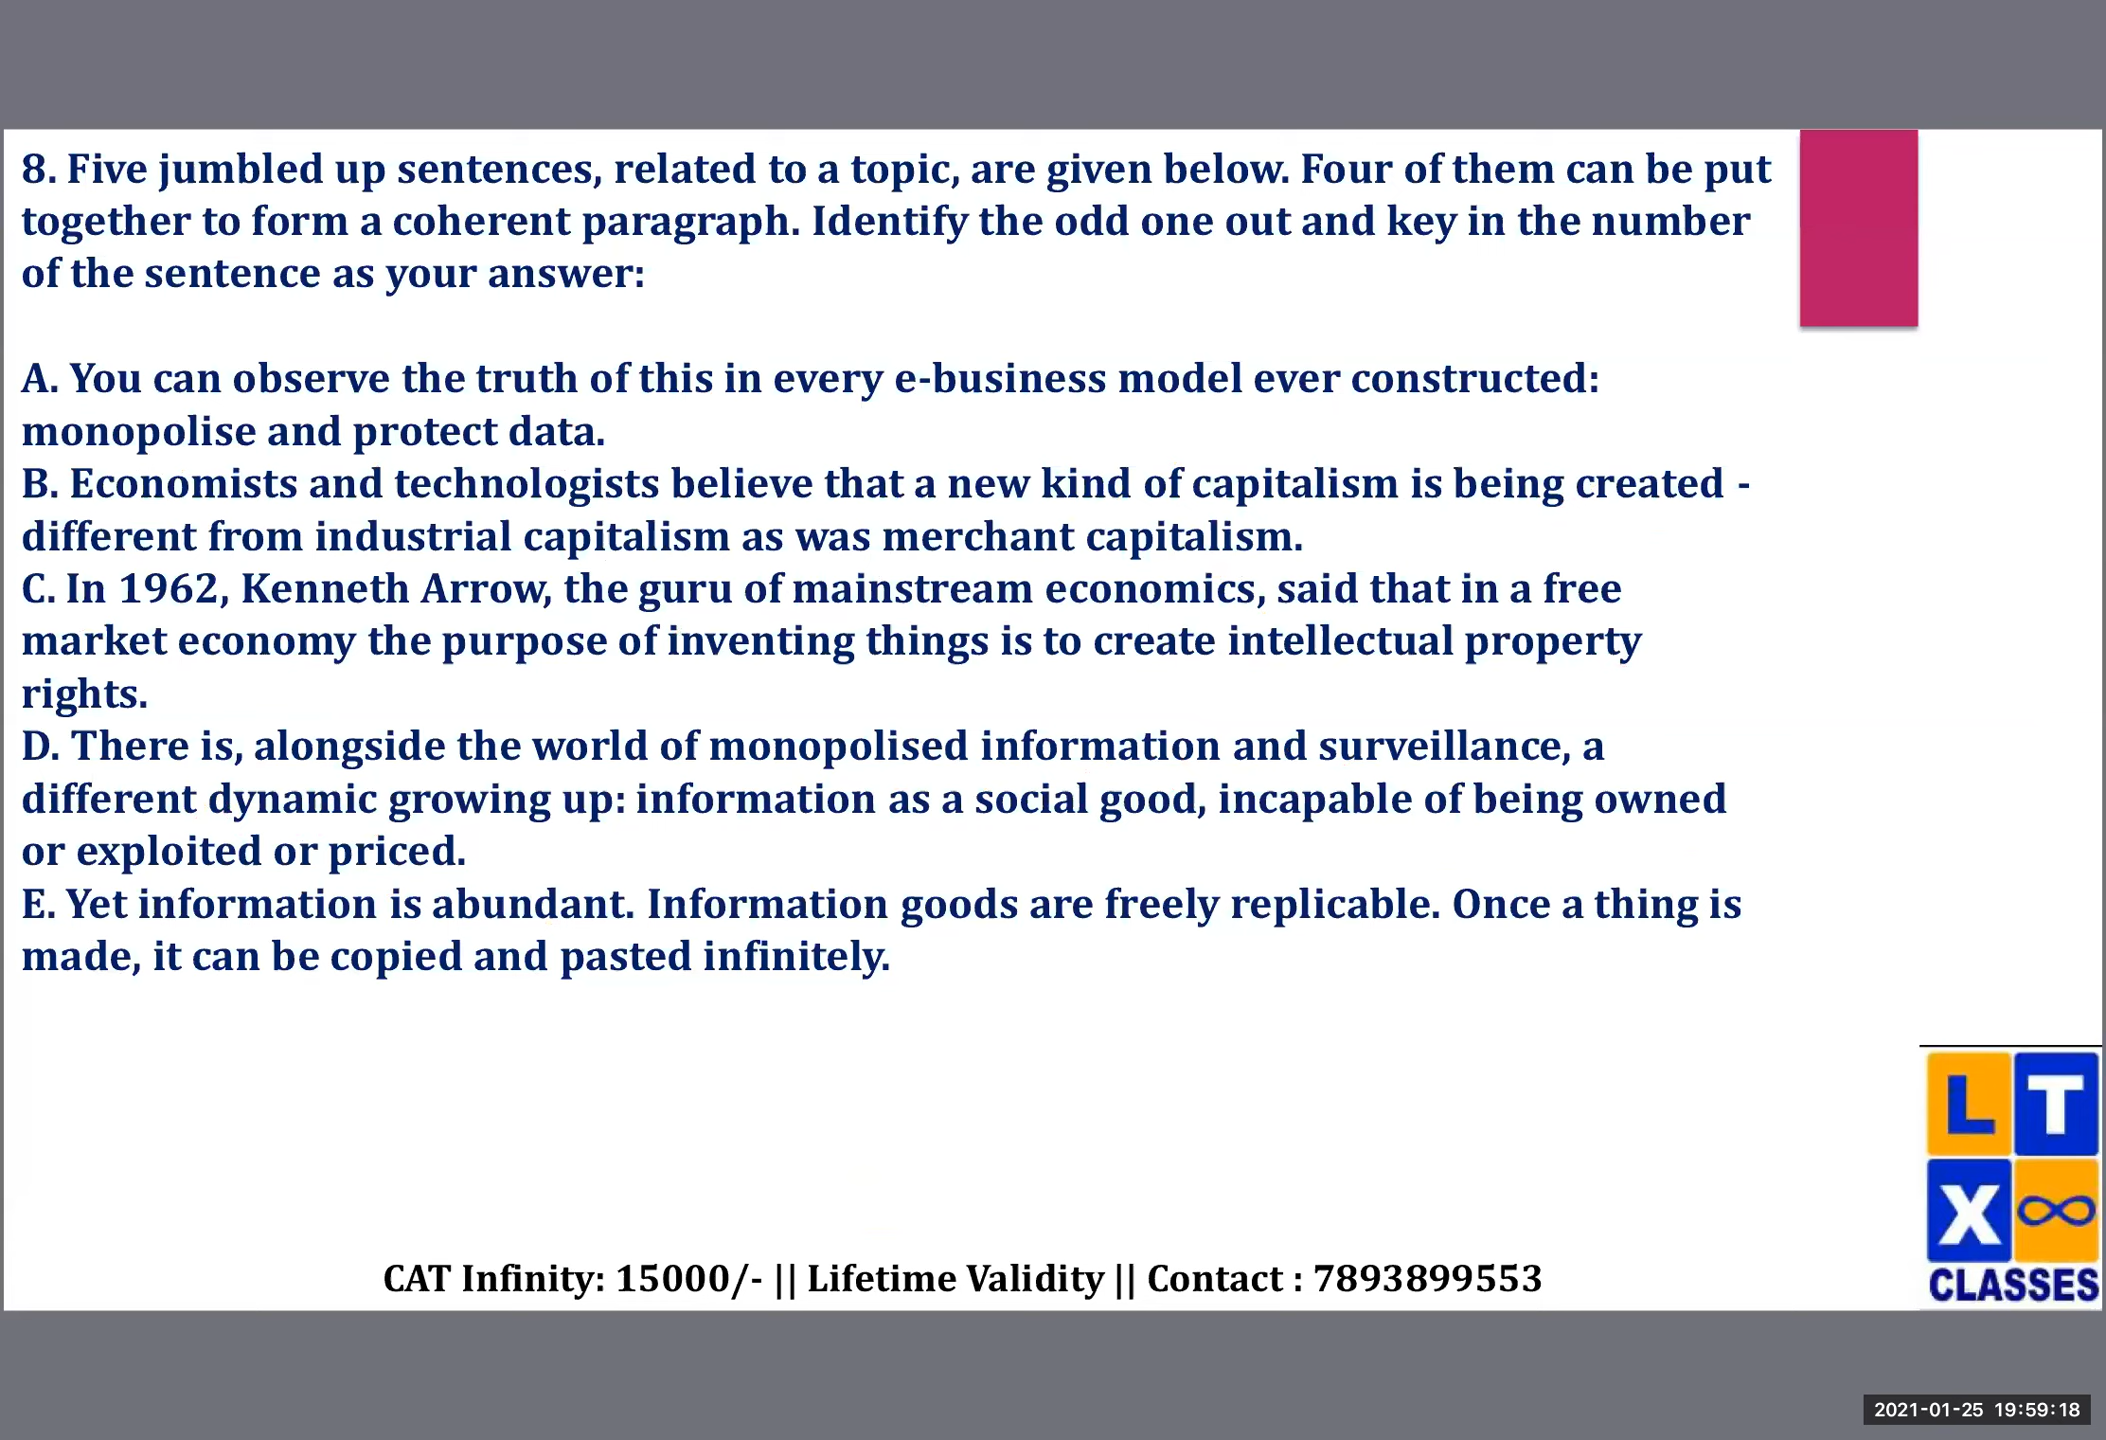 8. Five jumbled up sentences, related to a topic, are given below. Four of them can be put
together to form a coherent paragraph. Identify the odd one out and key in the number
of the sentence as your answer:
A. You can observe the truth of this in every e-business model ever constructed:
monopolise and protect data.
B. Economists and technologists believe that a new kind of capitalism is being created -
different from industrial capitalism as was merchant capitalism.
C. In 1962, Kenneth Arrow, the guru of mainstream economics, said that in a free
market economy the purpose of inventing things is to create intellectual property
rights.
D. There is, alongside the world of monopolised information and surveillance, a
different dynamic growing up: information as a social good, incapable of being owned
or exploited or priced.
E. Yet information is abundant. Information goods are freely replicable. Once a thing is
made, it can be copied and pasted infinitely.
L T
X ∞
CLASSES
CAT Infinity: 15000/- || Lifetime Validity || Contact : 7893899553
2021-01-25 19:59:18